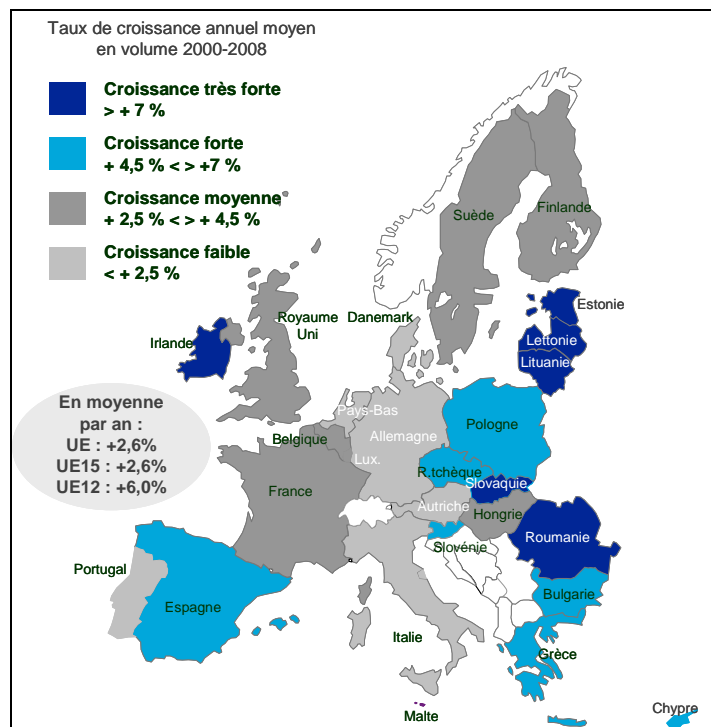 Taux de croissance annuel moyen
en volume 2000-2008
Croissance très forte
> + 7 %
Croissance forte
+ 4,5 % < > +7 %
Croissance moyenne
+ 2,5 % < > + 4,5 %
Croissance faible
< + 2,5 %
Suède
Finlande
Estonie
Royaume
Uni
Danemark
Irlande
Lettonie
Lituanie
En moyenne
par an :
UE : +2,6%
UE15 : +2,6%
UE12 : +6,0%
Pays-Bas
Pologne
Belgique
Allemagne
Lux.
R.tchèque
Slovaquie
France
Autriche
Hongrie
Roumanie
Slovénie
Portugal
Espagne
Bulgarie
Italie
Grèce
Malte
Chypre